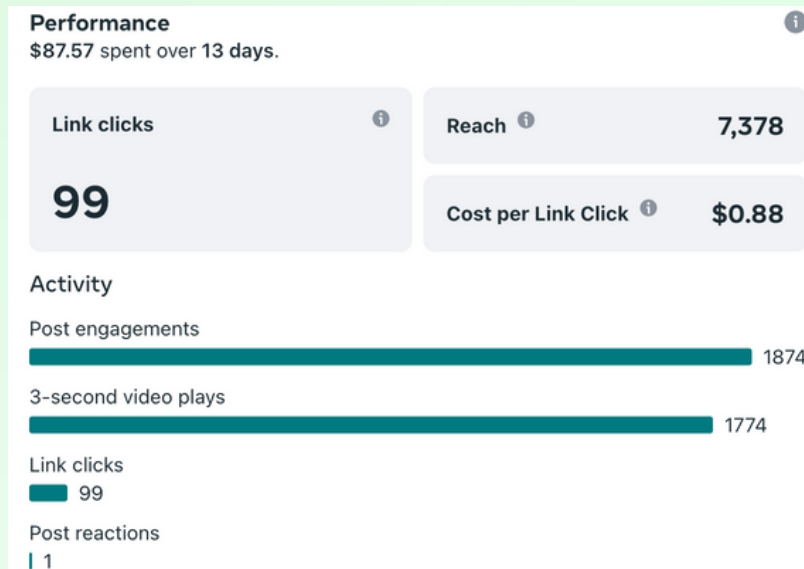 Performance
$87.57 spent over 13 days.
Link clicks
99
Reach 7,378
Cost per Link Click $0.88
Activity
Post engagements
1874
3-second video plays
1774
Link clicks
99
Post reactions
1